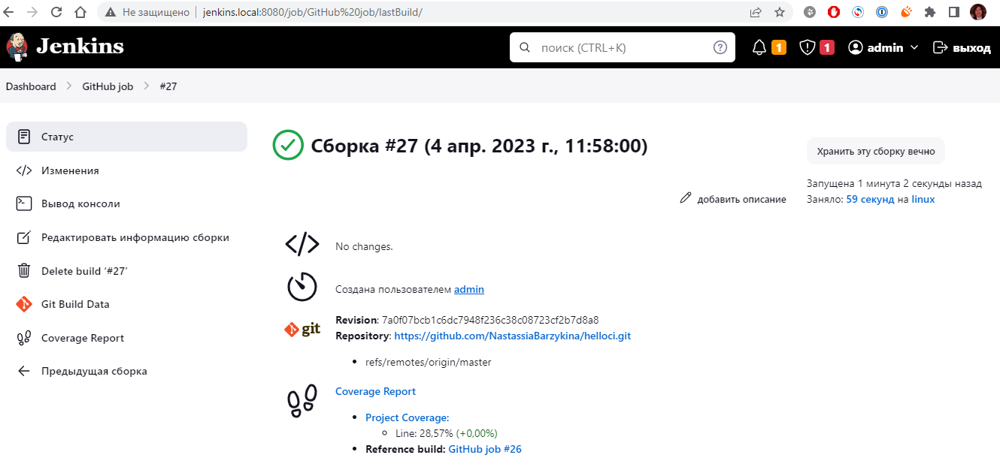 Не защищено
jenkins.local:8080/job/GitHub%20job/lastBuild/
Jenkins
поиск (CTRL+K)
?
1
1
admin
выход
Dashboard
GitHub job
#27
Статус
Изменения
Вывод консоли
Редактировать информацию сборки
Delete build ‘#27’
Git Build Data
Coverage Report
Предыдущая сборка
Сборка #27 (4 апр. 2023 г., 11:58:00)
Хранить эту сборку вечно
Запущена 1 минута 2 секунды назад
Заняло: 59 секунд на linux
добавить описание
No changes.
Создана пользователем admin
git
Revision: 7a0f07bcb1c6dc7948f236c38c08723cf2b7d8a8
Repository: https://github.com/NastassiaBarzykina/helloci.git
refs/remotes/origin/master
Coverage Report
Project Coverage:
Line: 28,57% (+0,00%)
Reference build: GitHub job #26